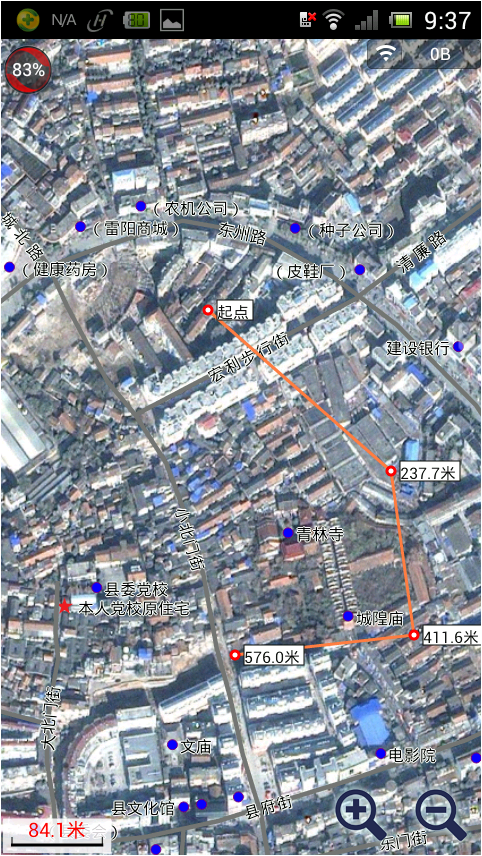 N/A
H
80
9:37
83%
0B
（农机公司）
（雷阳商城）
东州路
（种子公司）
城北路
清廉路
（健康药房）
（皮鞋厂）
起点
宏利步行街
建设银行
237.7米
小北门街
青林寺
县委党校
本人党校原住宅
城隍庙
411.6米
576.0米
大北门街
文庙
电影院
县文化馆
县府街
84.1米
会）
东门街